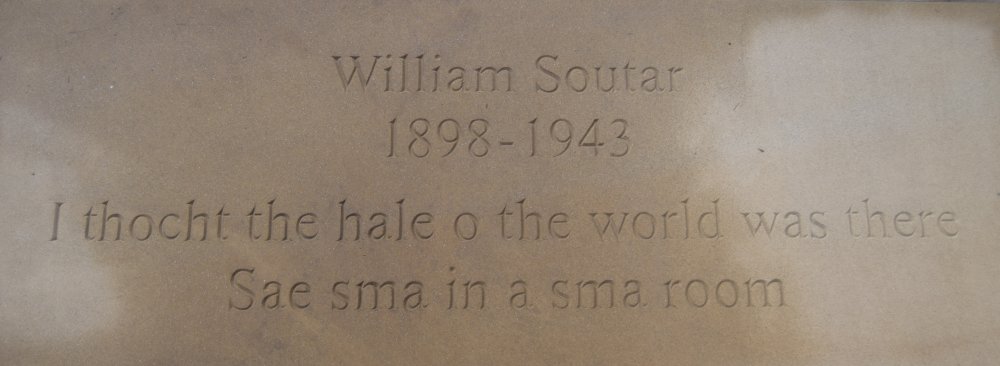 William Soutar
1898-1943
I thocht the hale o the world was there
Sae sma in a sma room